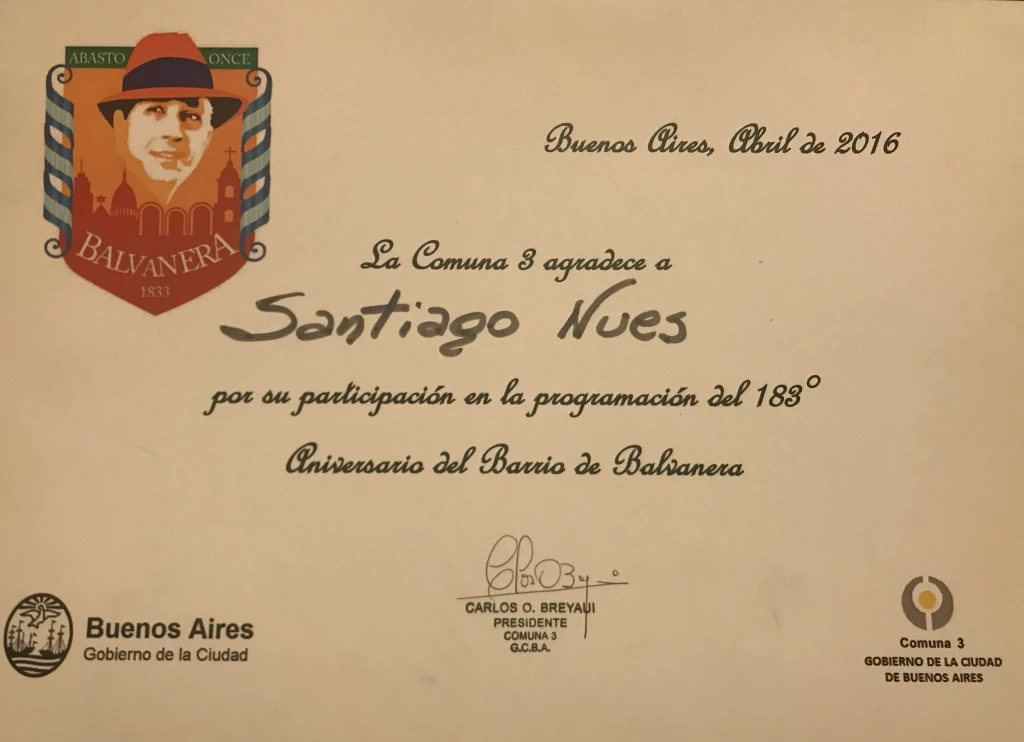 ABASTO ONCE
BALVANERA
1833
Buenos Aires, Abril de 2016
La Comuna 3 agradece a
Santiago Nues
por su participación en la programación del 183°
Aniversario del Barrio de Balvanera
CARLOS O. BREYAUI
PRESIDENTE
COMUNA 3
G.C.B.A.
Buenos Aires
Gobierno de la Ciudad
Comuna 3
GOBIERNO DE LA CIUDAD
DE BUENOS AIRES